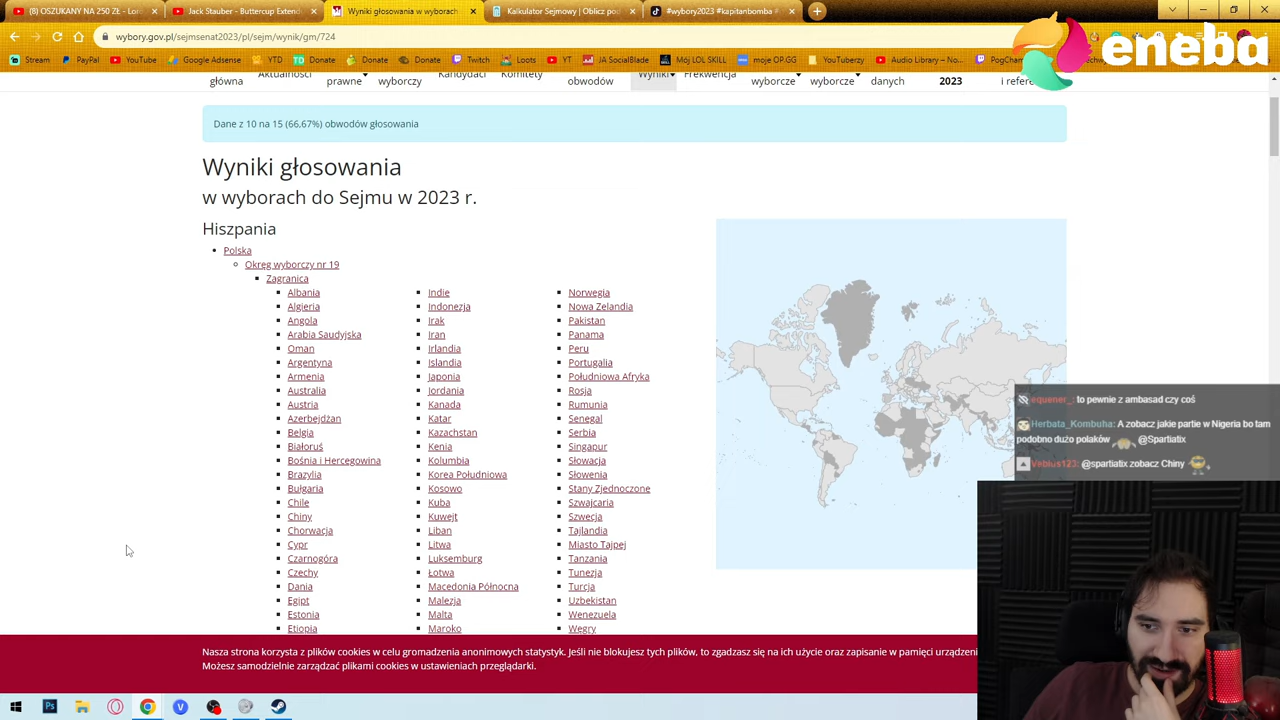 (8) OSZUKANY NA 250 ZŁ - Lon
Jack Stauber - Buttercup Extend
Wyniki głosowania w wyborach
Kalkulator Sejmowy | Oblicz pod
#wybory2023 #kapitanbomba #
wybory.gov.pl/sejmsenat2023/pl/sejm/wynik/gm/724
Stream
PayPal
YouTube
Google Adsense
YTD
Donate
Donate
Donate
Twitch
Loots
YT
JA SocialBlade
Mój LOL SKILL
moje OP.GG
YouTuberzy
Audio Library – No...
PogCham
eneba
główna
Aktualności
prawne
wyborczy
Kandydaci
Komitety
obwodów
Wyniki
Frekwencja
wyborcze
wyborcze
danych
2023
i refere
Dane z 10 na 15 (66,67%) obwodów głosowania
Wyniki głosowania
w wyborach do Sejmu w 2023 r.
Hiszpania
Polska
Okręg wyborczy nr 19
Zagranica
Albania
Algieria
Angola
Arabia Saudyjska
Oman
Argentyna
Armenia
Australia
Austria
Azerbejdżan
Belgia
Białoruś
Bośnia i Hercegowina
Brazylia
Bułgaria
Chile
Chiny
Chorwacja
Cypr
Czarnogóra
Czechy
Dania
Egipt
Estonia
Etiopia
Indie
Indonezja
Irak
Iran
Irlandia
Islandia
Japonia
Jordania
Kanada
Katar
Kazachstan
Kenia
Kolumbia
Korea Południowa
Kosowo
Kuba
Kuwejt
Liban
Litwa
Luksemburg
Łotwa
Macedonia Północna
Malezja
Malta
Maroko
Norwegia
Nowa Zelandia
Pakistan
Panama
Peru
Portugalia
Południowa Afryka
Rosja
Rumunia
Senegal
Serbia
Singapur
Słowacja
Słowenia
Stany Zjednoczone
Szwajcaria
Szwecja
Tajlandia
Miasto Tajpej
Tanzania
Tunezja
Turcja
Uzbekistan
Wenezuela
Węgry
equener_: to pewnie z ambasad czy coś
Herbata_Kombuha: A zobacz jakie partie w Nigeria bo tam
podobno dużo polaków @Spartiatix
@spartiatix zobacz Chiny
Nasza strona korzysta z plików cookies w celu gromadzenia anonimowych statystyk. Jeśli nie blokujesz tych plików, to zgadzasz się na ich użycie oraz zapisanie w pamięci urządzeni
Możesz samodzielnie zarządzać plikami cookies w ustawieniach przeglądarki.